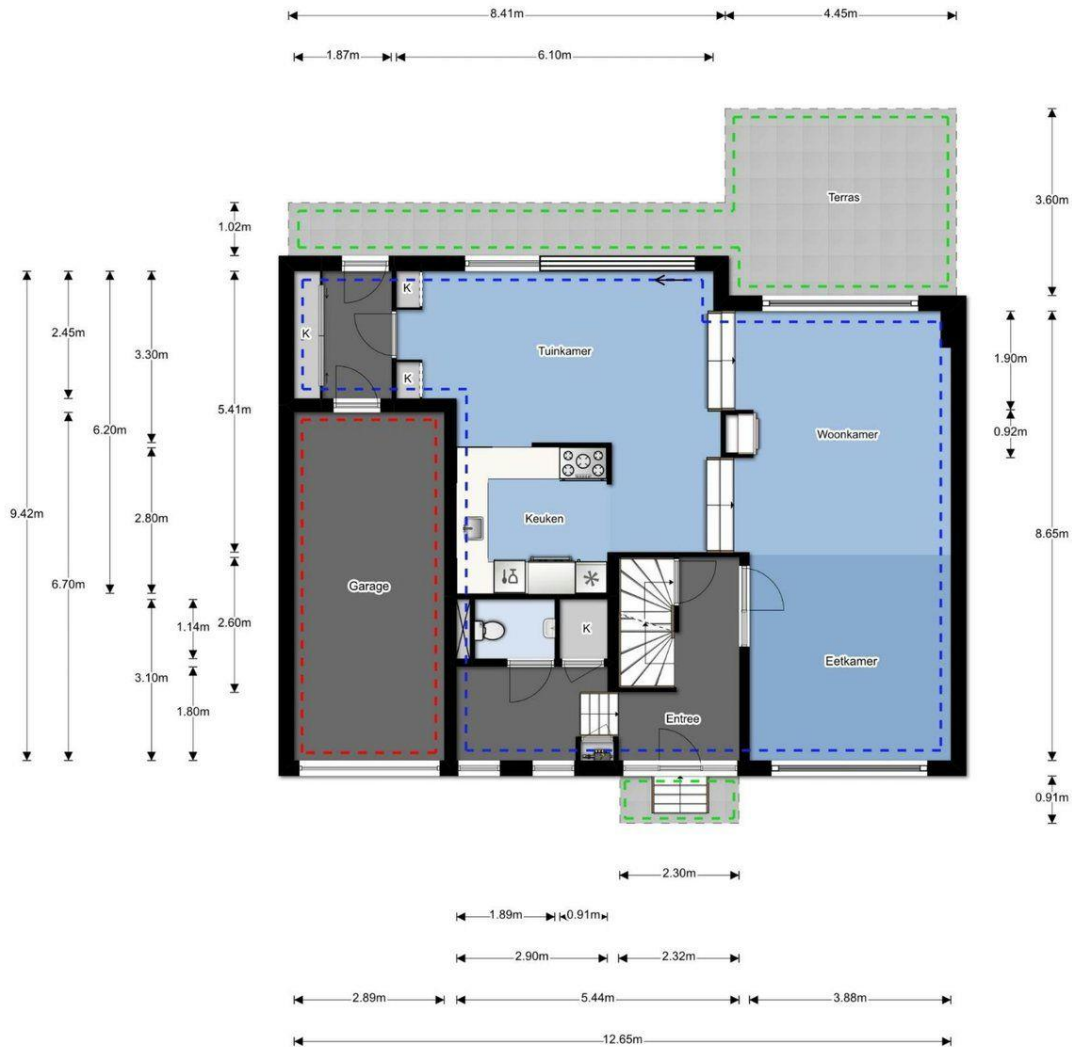 8.41m
4.45m
1.87m
6.10m
Terras
3.60m
1.02m
K
K
Tuinkamer
2.45m
3.30m
1.90m
K
5.41m
6.20m
Woonkamer
0.92m
9.42m
2.80m
Keuken
8.65m
6.70m
Garage
1.14m
2.60m
K
3.10m
Eetkamer
1.80m
Entree
0.91m
2.30m
1.89m
0.91m
2.90m
2.32m
2.89m
5.44m
3.88m
12.65m